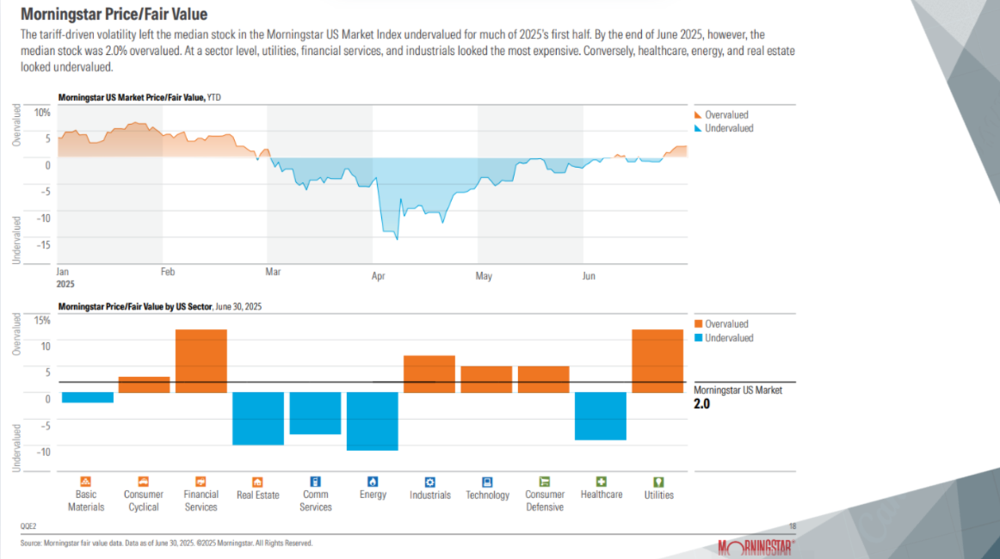 Morningstar Price/Fair Value
The tariff-driven volatility left the median stock in the Morningstar US Market Index undervalued for much of 2025's first half. By the end of June 2025, however, the
median stock was 2.0% overvalued. At a sector level, utilities, financial services, and industrials looked the most expensive. Conversely, healthcare, energy, and real estate
looked undervalued.
Morningstar US Market Price/Fair Value, YTD
Overvalued
Undervalued
10%
5
0
-5
-10
-15
Overvalued
Undervalued
Jan Feb Mar Apr May Jun
2025
Morningstar Price/Fair Value by US Sector, June 30, 2025
Overvalued
Undervalued
15%
10
5
0
-5
-10
Overvalued
Undervalued
Morningstar US Market
2.0
Basic Consumer Financial Real Estate Comm Energy Industrials Technology Consumer Healthcare Utilities
Materials Cyclical Services Services Defensive
QQE2
18
Source: Morningstar fair value data. Data as of June 30, 2025. ©2025 Morningstar. All Rights Reserved.
MORNINGSTAR®